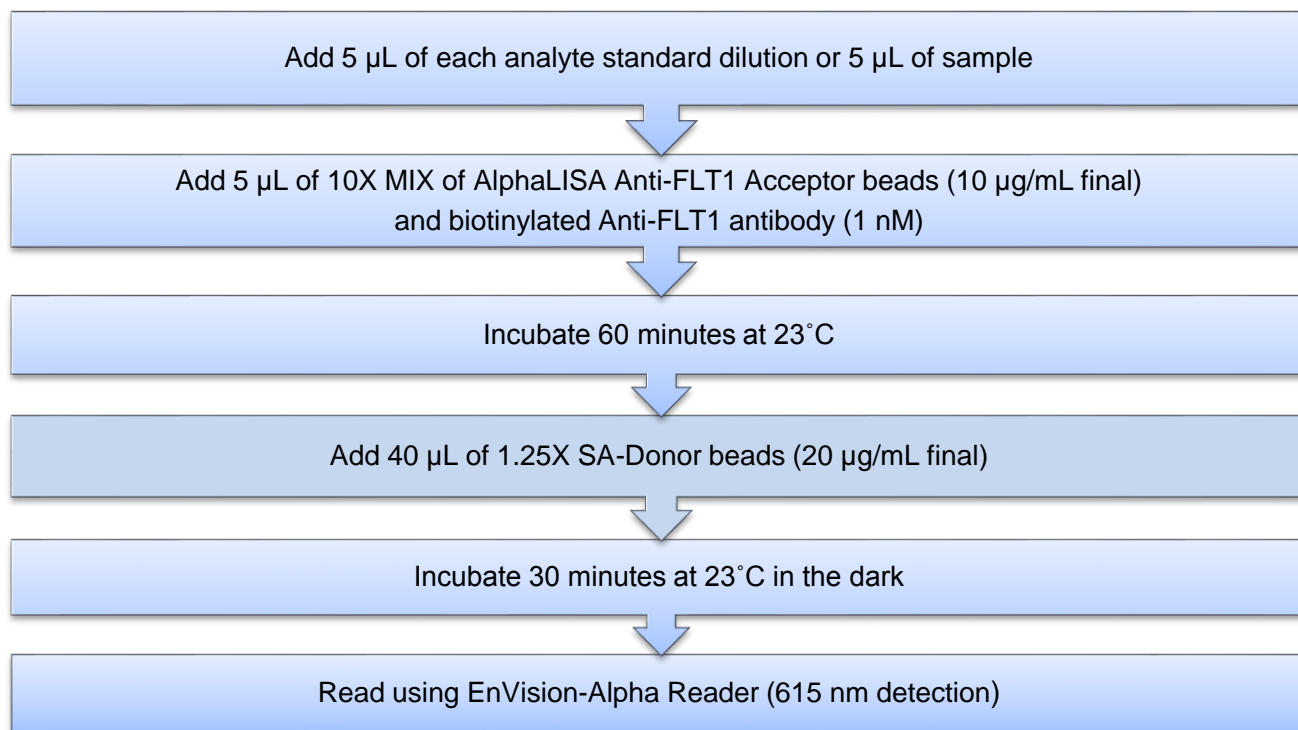 Add 5 µL of each analyte standard dilution or 5 µL of sample
Add 5 µL of 10X MIX of AlphaLISA Anti-FLT1 Acceptor beads (10 µg/mL final)
and biotinylated Anti-FLT1 antibody (1 nM)
Incubate 60 minutes at 23˚C
Add 40 µL of 1.25X SA-Donor beads (20 µg/mL final)
Incubate 30 minutes at 23˚C in the dark
Read using EnVision-Alpha Reader (615 nm detection)